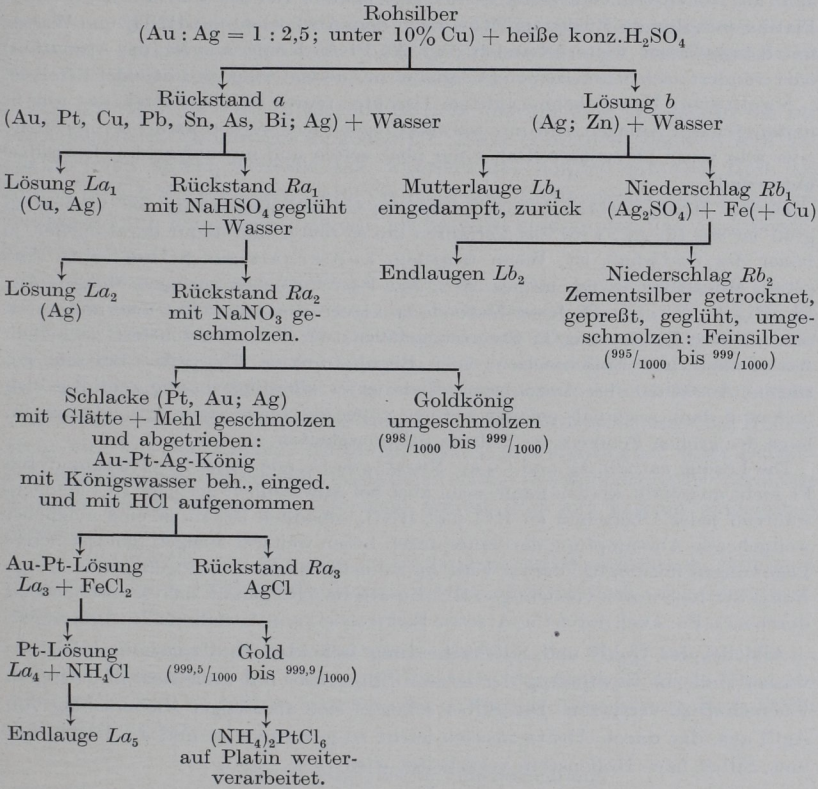 Rohsilber
(Au : Ag = 1 : 2,5; unter 10% Cu) + heiße konz.H₂SO₄
Rückstand a
(Au, Pt, Cu, Pb, Sn, As, Bi; Ag) + Wasser
Lösung b
(Ag; Zn) + Wasser
Lösung La₁
(Cu, Ag)
Rückstand Ra₁
mit NaHSO₄ geglüht
+ Wasser
Mutterlauge Lb₁
eingedampft, zurück
Niederschlag Rb₁
(Ag₂SO₄) + Fe(+ Cu)
Lösung La₂
(Ag)
Rückstand Ra₂
mit NaNO₃ ge-
schmolzen.
Endlaugen Lb₂
Niederschlag Rb₂
Zementsilber getrocknet,
gepreßt, geglüht, umge-
schmolzen: Feinsilber
(⁹⁹⁵/₁₀₀₀ bis ⁹⁹⁹/₁₀₀₀)
Schlacke (Pt, Au; Ag)
mit Glätte + Mehl geschmolzen
und abgetrieben:
Au-Pt-Ag-König
mit Königswasser beh., einged.
und mit HCl aufgenommen
Goldkönig
umgeschmolzen
(⁹⁹⁸/₁₀₀₀ bis ⁹⁹⁹/₁₀₀₀)
Au-Pt-Lösung
La₃ + FeCl₂
Rückstand Ra₃
AgCl
Pt-Lösung
La₄ + NH₄Cl
Gold
(⁹⁹⁹,⁵/₁₀₀₀ bis ⁹⁹⁹,⁹/₁₀₀₀)
Endlauge La₅
(NH₄)₂PtCl₆
auf Platin weiter-
verarbeitet.